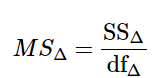 MS_Δ = SS_Δ / df_Δ